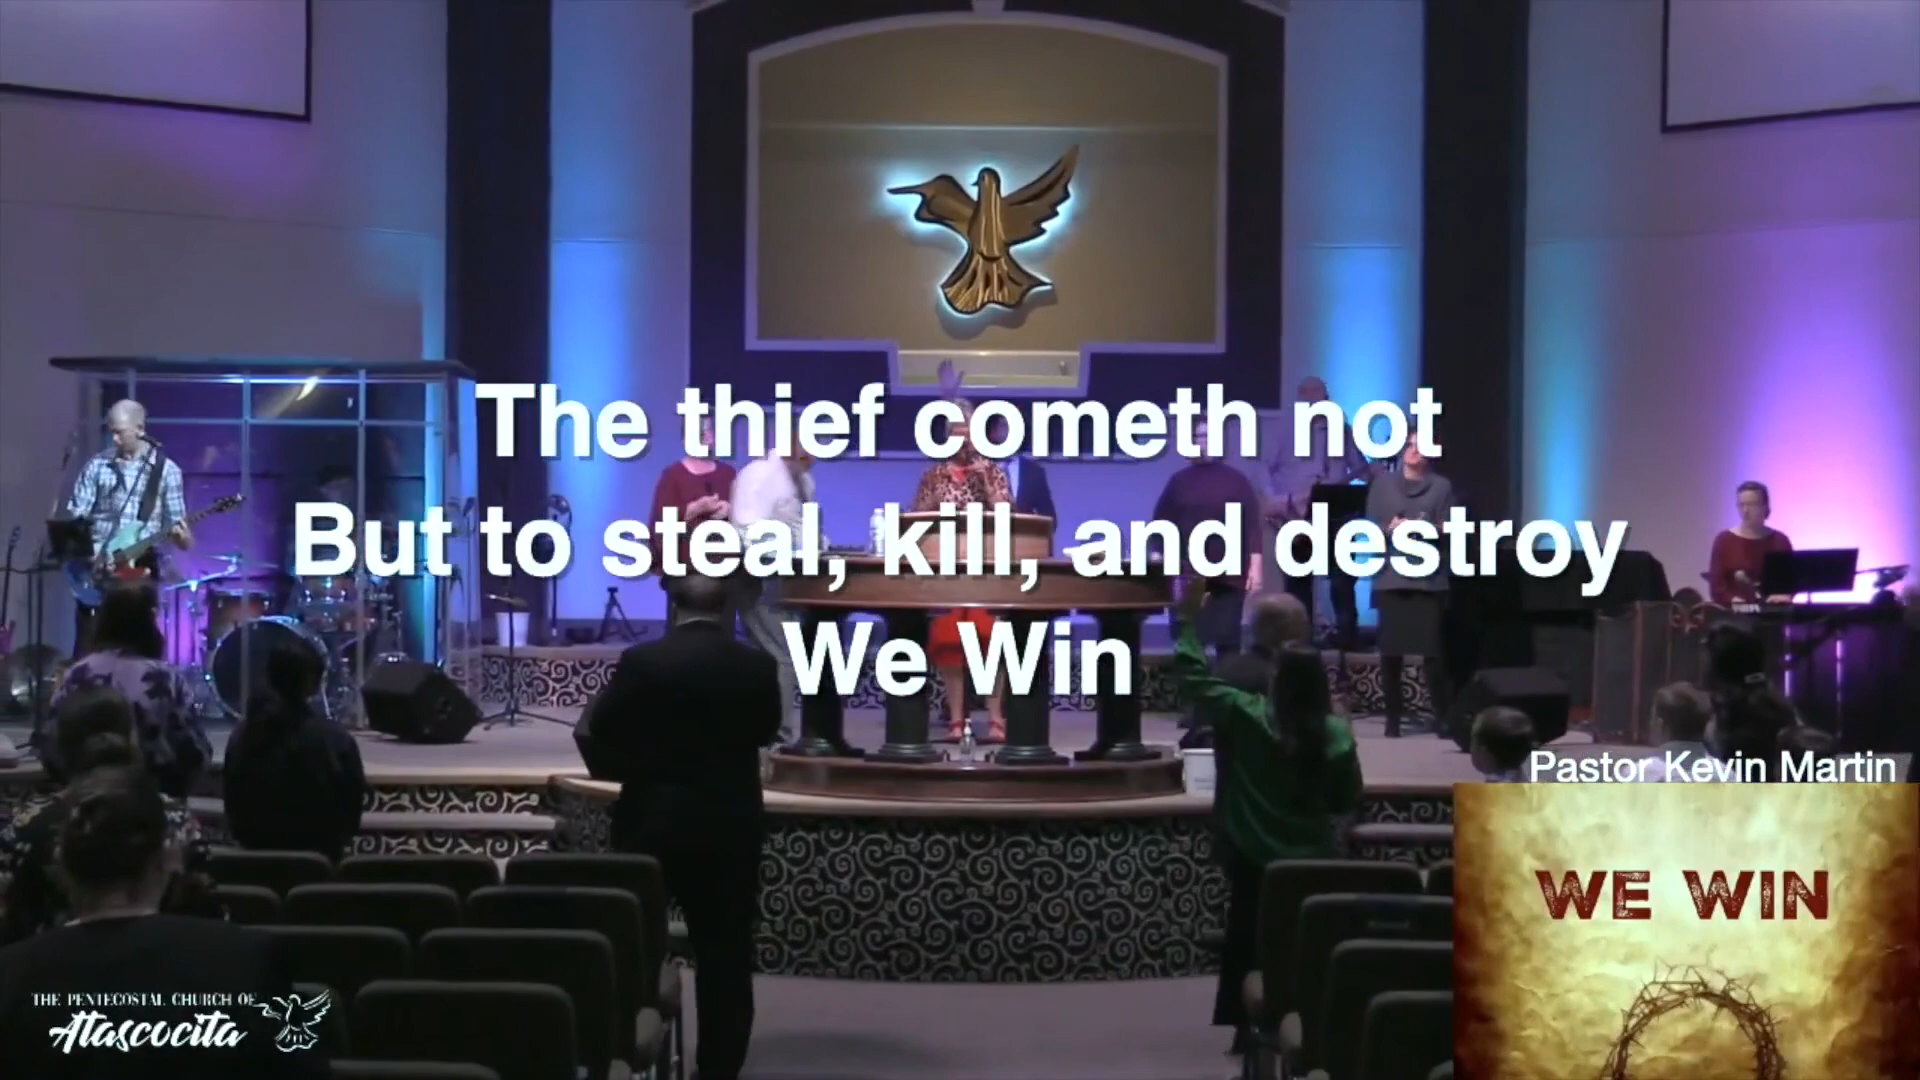 The thief cometh not
But to steal, kill, and destroy
We Win
Pastor Kevin Martin
WE WIN
THE PENTECOSTAL CHURCH OF
Atascocita